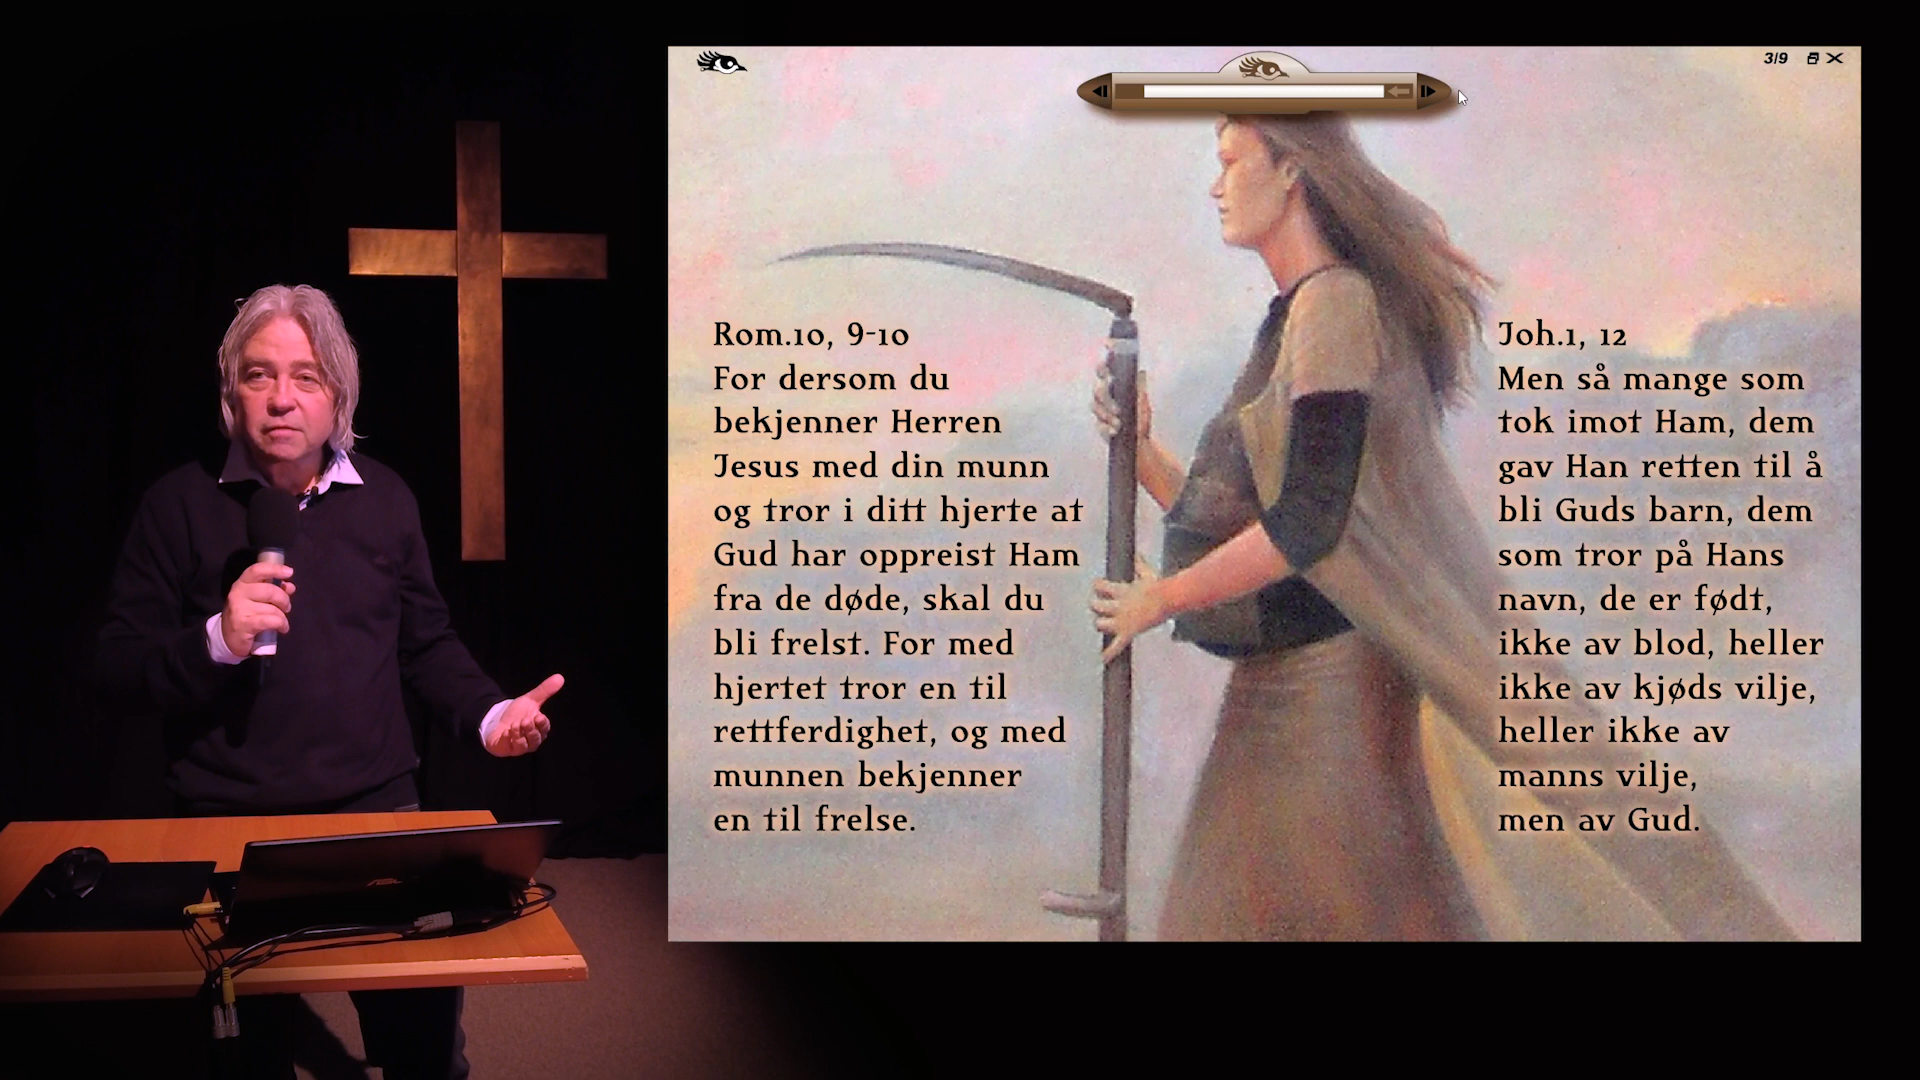 3/9
Rom.10, 9-10
For dersom du
bekjenner Herren
Jesus med din munn
og tror i ditt hjerte at
Gud har oppreist Ham
fra de døde, skal du
bli frelst. For med
hjertet tror en til
rettferdighet, og med
munnen bekjenner
en til frelse.
Joh.1, 12
Men så mange som
tok imot Ham, dem
gav Han retten til å
bli Guds barn, dem
som tror på Hans
navn, de er født,
ikke av blod, heller
ikke av kjøds vilje,
heller ikke av
manns vilje,
men av Gud.